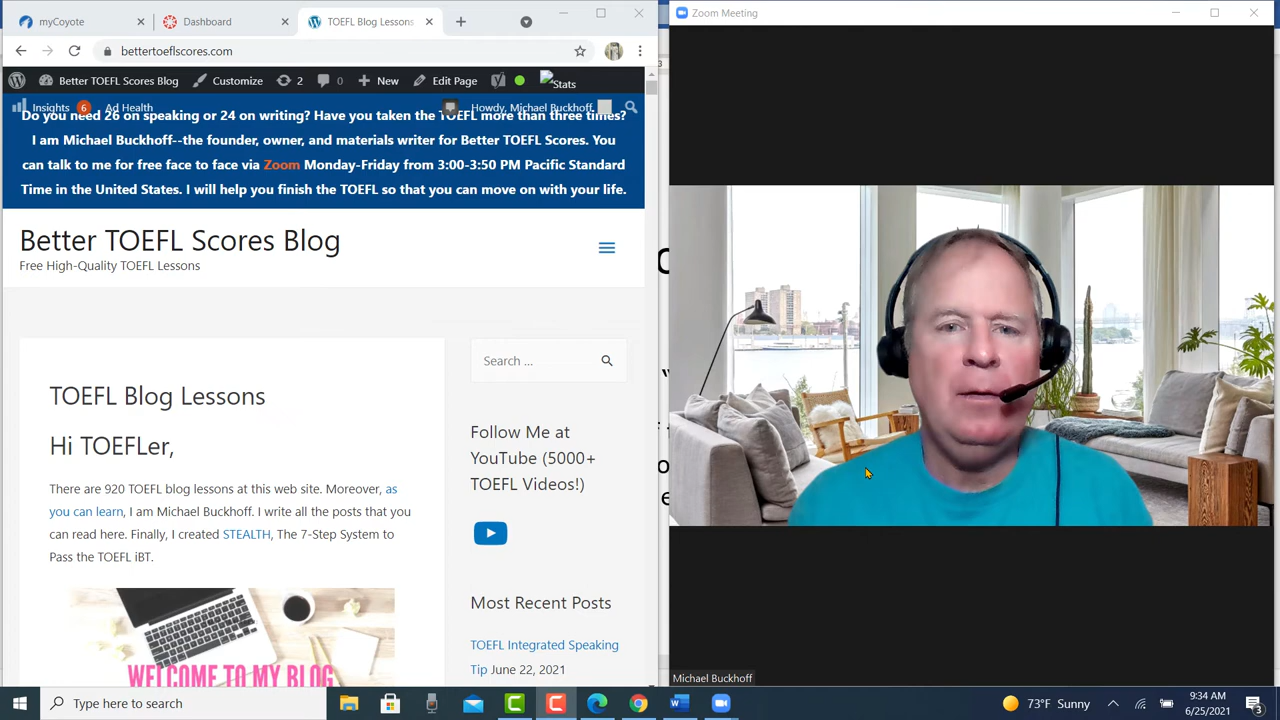 myCoyote
Dashboard
TOEFL Blog Lessons
bettertoeflscores.com
Better TOEFL Scores Blog
Customize
2
0
New
Edit Page
Stats
Insights
6
Ad Health
Howdy, Michael Buckhoff
Do you need 26 on speaking or 24 on writing? Have you taken the TOEFL more than three times?
I am Michael Buckhoff--the founder, owner, and materials writer for Better TOEFL Scores. You
can talk to me for free face to face via Zoom Monday-Friday from 3:00-3:50 PM Pacific Standard
Time in the United States. I will help you finish the TOEFL so that you can move on with your life.
Better TOEFL Scores Blog
Free High-Quality TOEFL Lessons
TOEFL Blog Lessons
Hi TOEFLer,
There are 920 TOEFL blog lessons at this web site. Moreover, as
you can learn, I am Michael Buckhoff. I write all the posts that you
can read here. Finally, I created STEALTH, The 7-Step System to
Pass the TOEFL iBT.
WELCOME TO MY BLOG
Search ...
Follow Me at
YouTube (5000+
TOEFL Videos!)
Most Recent Posts
TOEFL Integrated Speaking
Tip June 22, 2021
Zoom Meeting
Michael Buckhoff
Type here to search
73°F Sunny
9:34 AM
6/25/2021
3